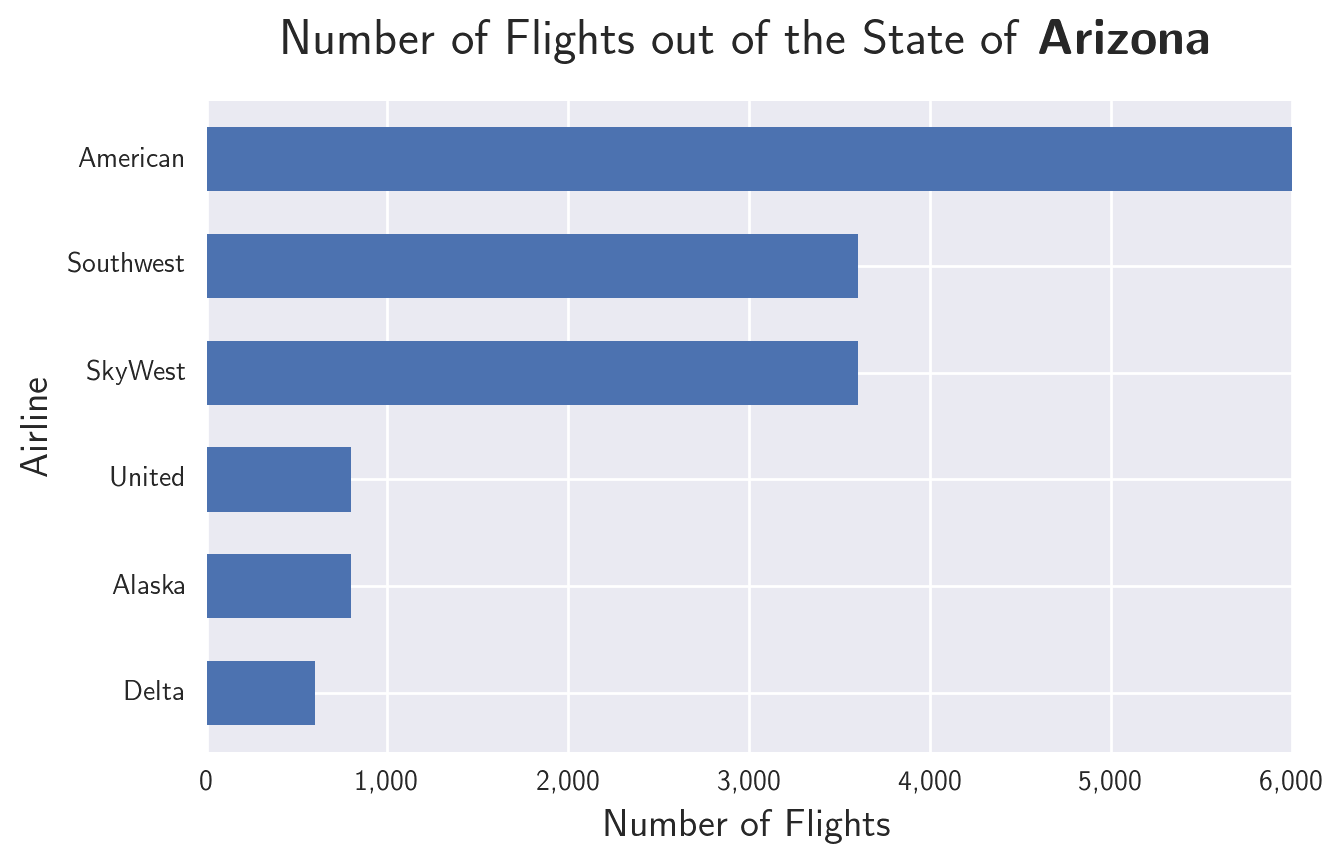 Number of Flights out of the State of Arizona
American
Southwest
SkyWest
United
Alaska
Delta
Airline
0 1,000 2,000 3,000 4,000 5,000 6,000
Number of Flights